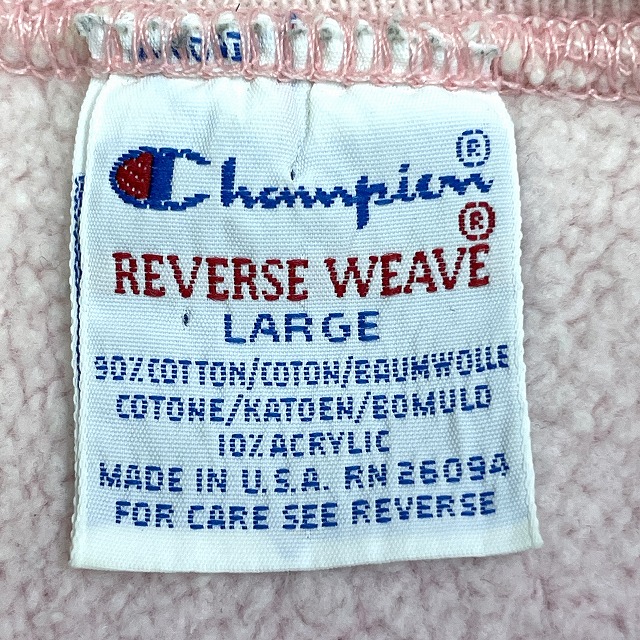 Champion®
REVERSE WEAVE®
LARGE
90% COTTON/COTON/BAUMWOLLE
COTONE/KATOEN/BOMULD
10% ACRYLIC
MADE IN U.S.A. RN 26094
FOR CARE SEE REVERSE